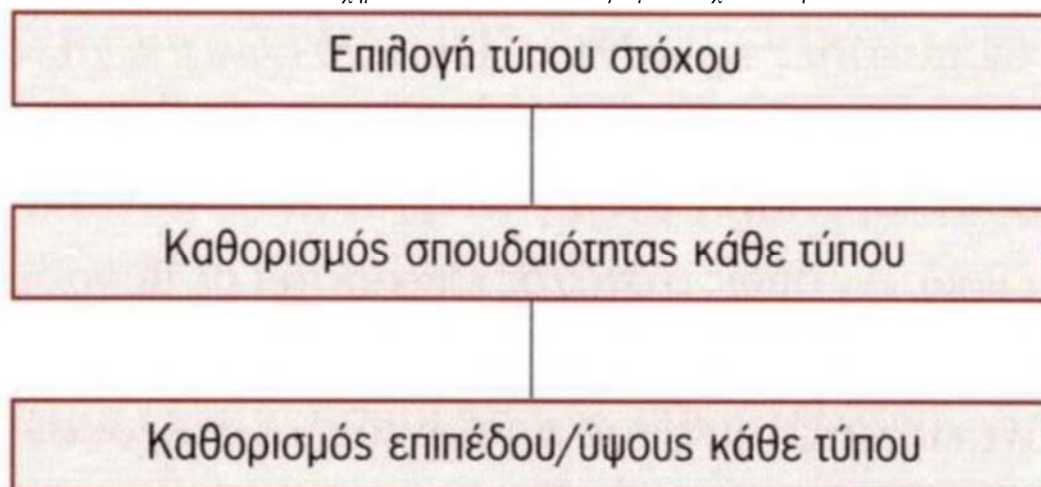 Επιλογή τύπου στόχου
Καθορισμός σπουδαιότητας κάθε τύπου
Καθορισμός επιπέδου/ύψους κάθε τύπου